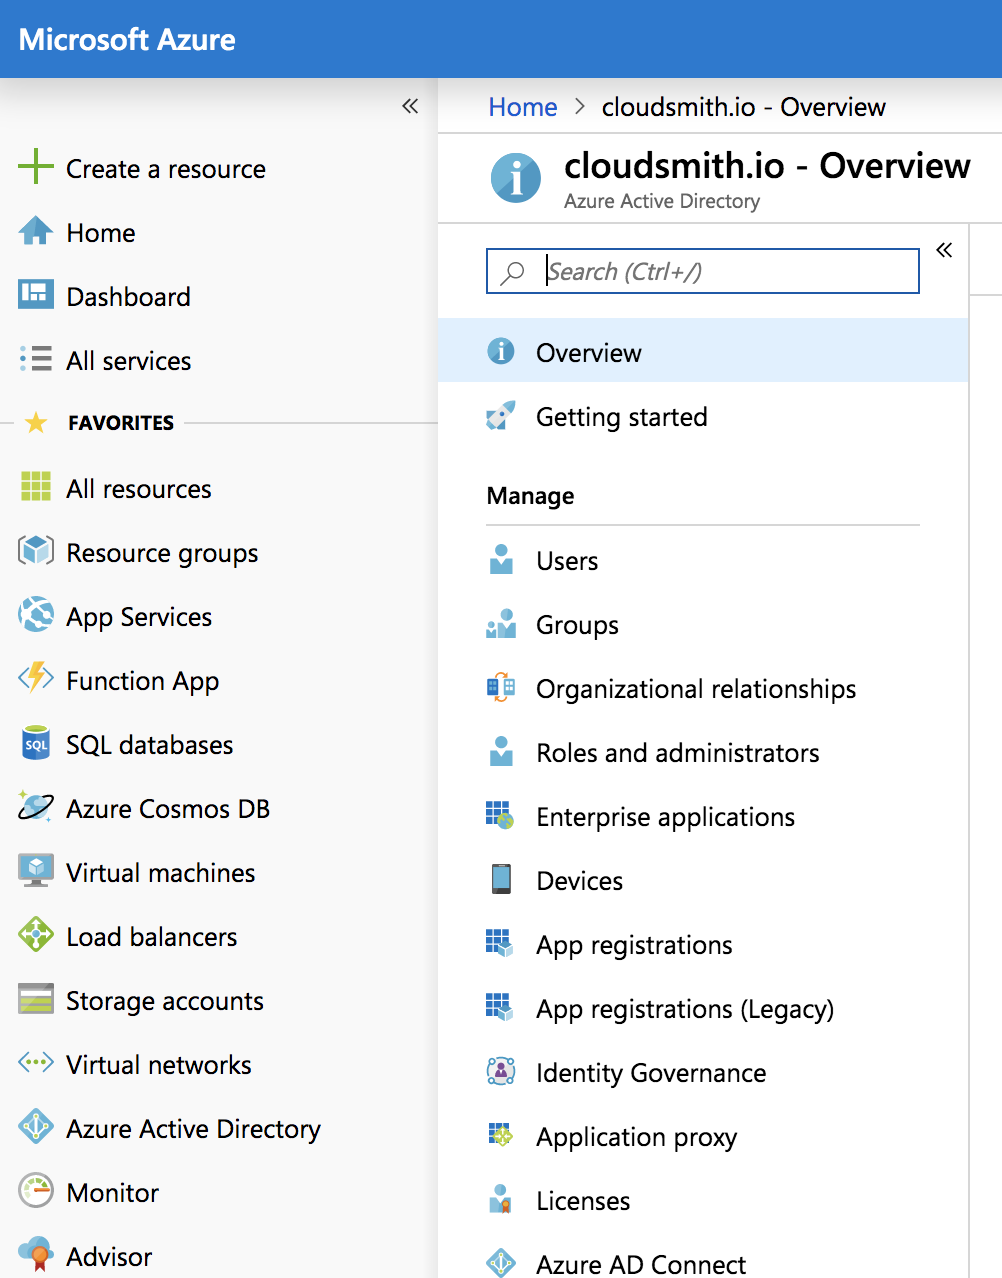 Microsoft Azure
Create a resource
Home
Dashboard
All services
FAVORITES
All resources
Resource groups
App Services
Function App
SQL
SQL databases
Azure Cosmos DB
Virtual machines
Load balancers
Storage accounts
Virtual networks
Azure Active Directory
Monitor
Advisor
Home > cloudsmith.io - Overview
cloudsmith.io - Overview
Azure Active Directory
Search (Ctrl+/)
Overview
Getting started
Manage
Users
Groups
Organizational relationships
Roles and administrators
Enterprise applications
Devices
App registrations
App registrations (Legacy)
Identity Governance
Application proxy
Licenses
Azure AD Connect